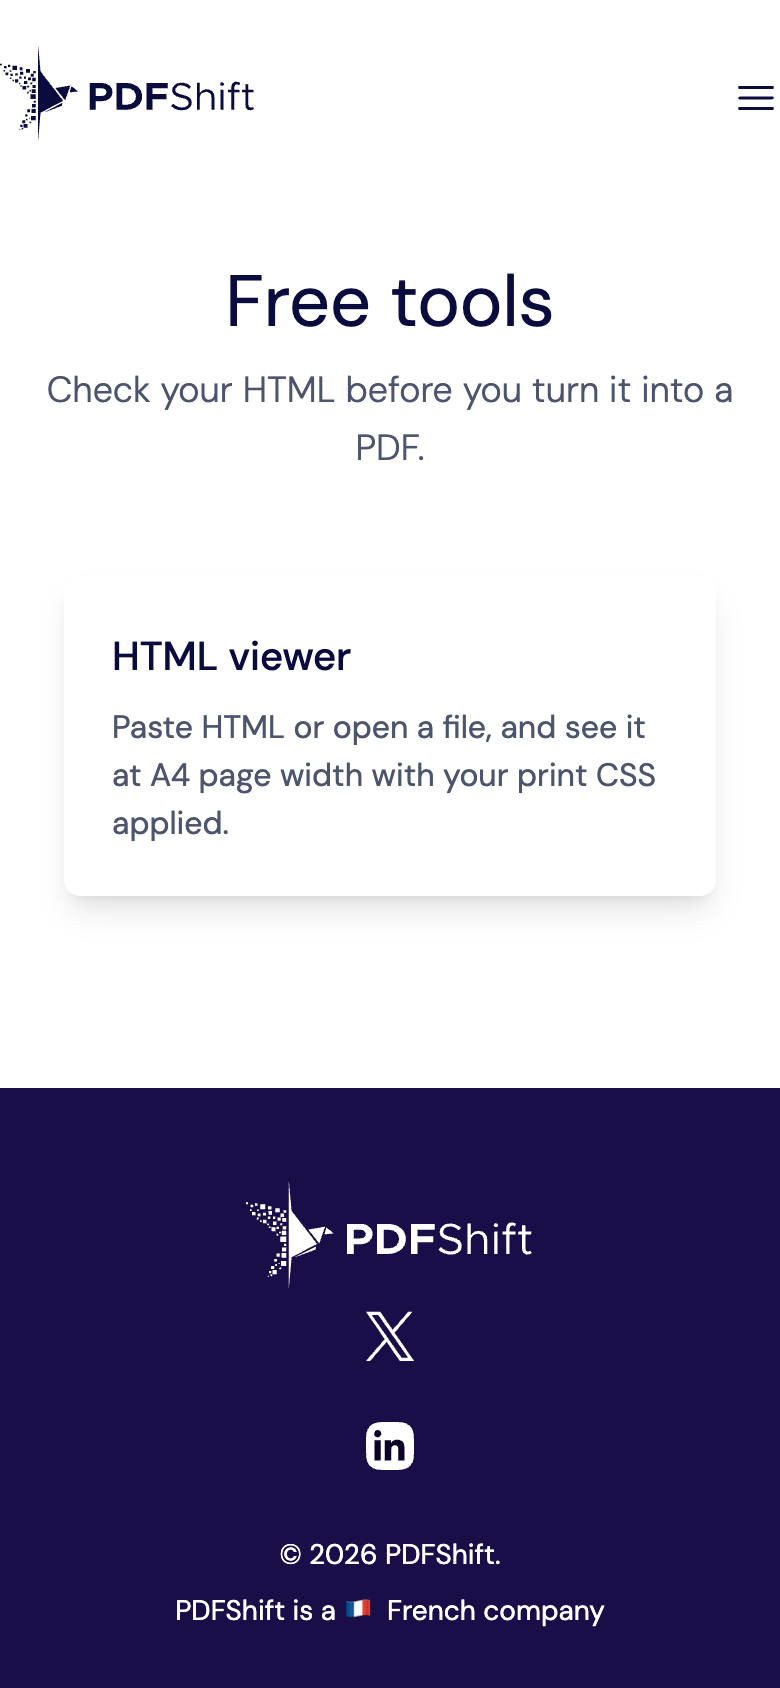 PDFShift
Free tools
Check your HTML before you turn it into a
PDF.
HTML viewer
Paste HTML or open a file, and see it
at A4 page width with your print CSS
applied.
PDFShift
in
© 2026 PDFShift.
PDFShift is a 🇫🇷 French company